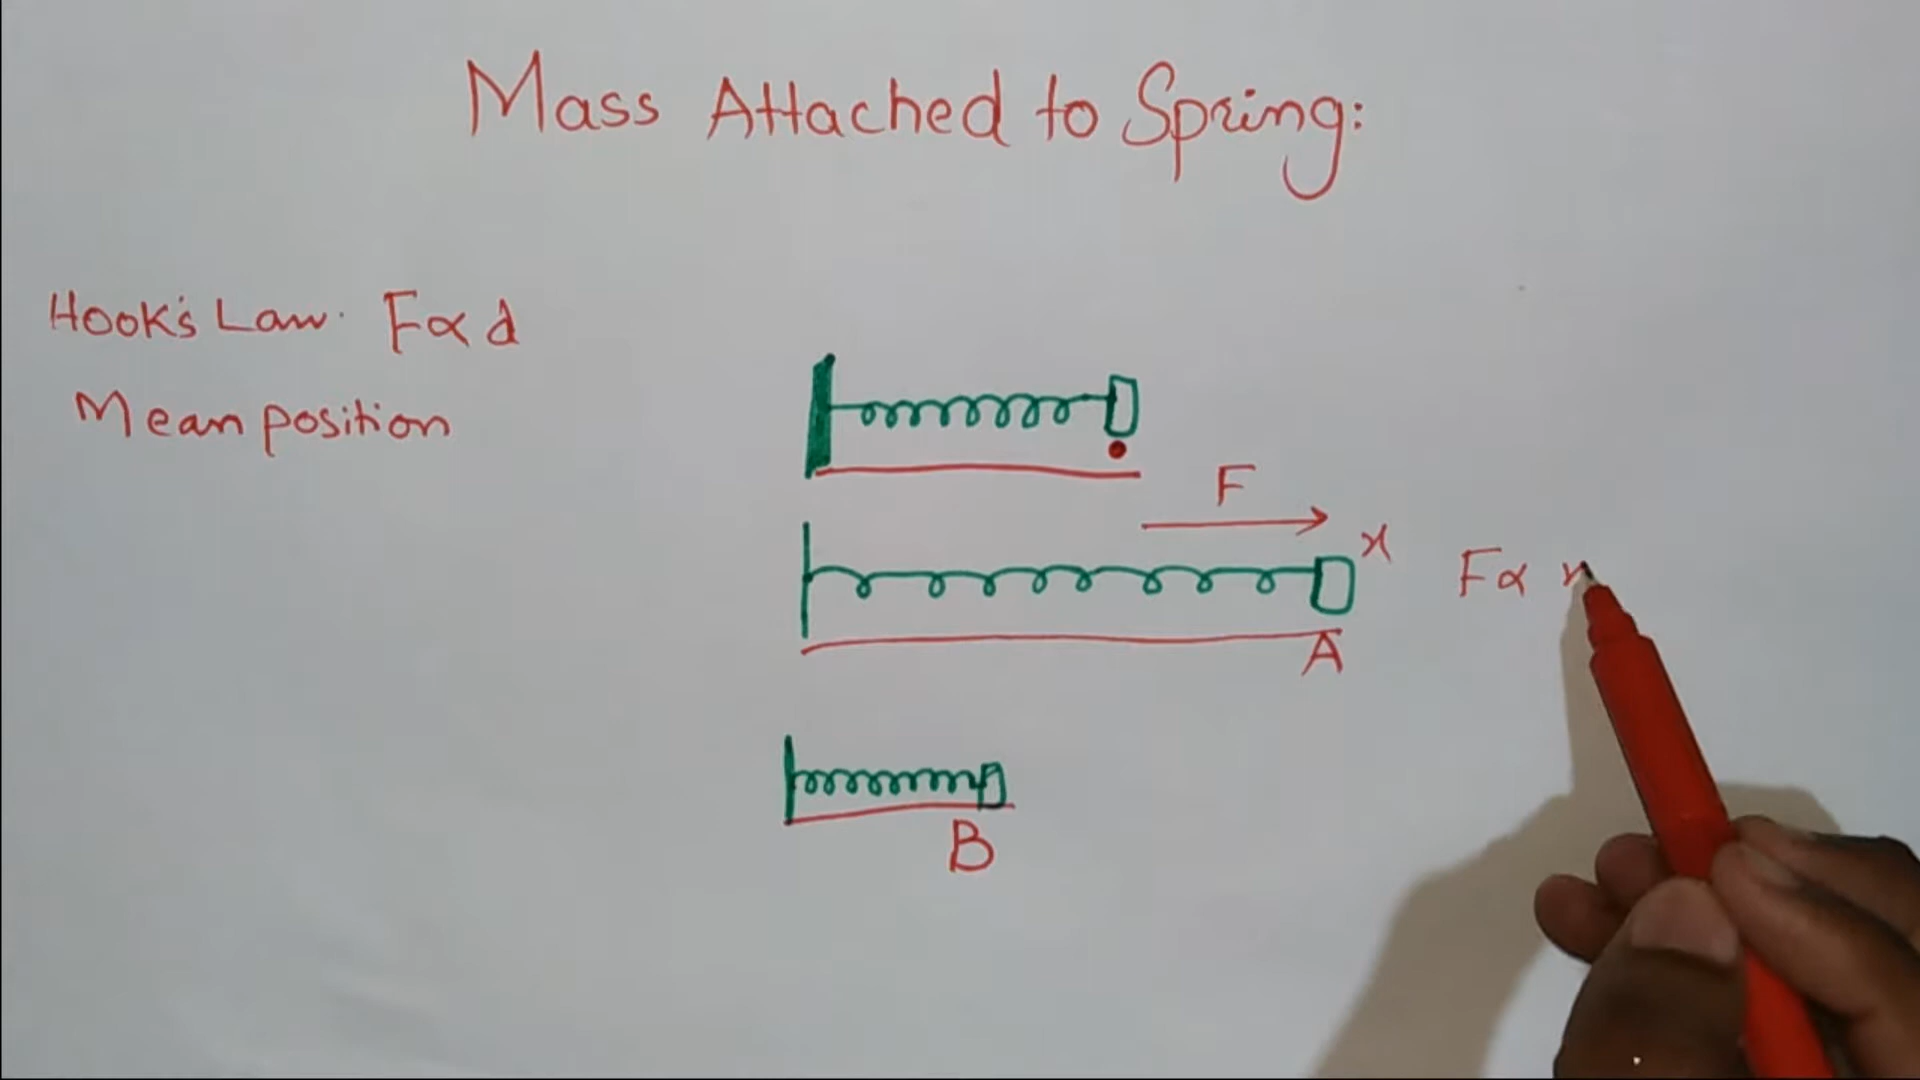 Mass Attached to Spring:
Hook's Law. F∝ d
Mean position
F
x
F∝ x
A
B